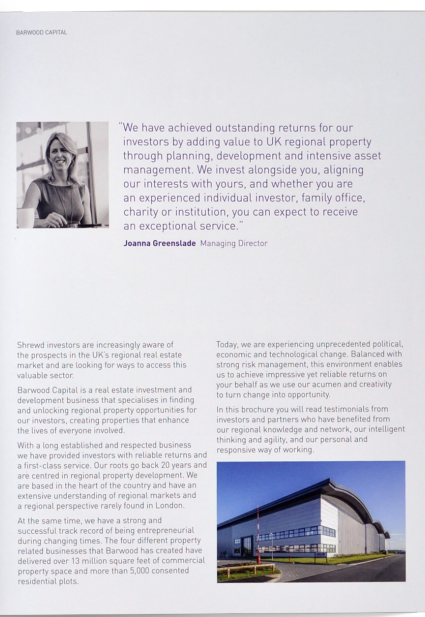 BARWOOD CAPITAL
“We have achieved outstanding returns for our
investors by adding value to UK regional property
through planning, development and intensive asset
management. We invest alongside you, aligning
our interests with yours, and whether you are
an experienced individual investor, family office,
charity or institution, you can expect to receive
an exceptional service.”
Joanna Greenslade Managing Director
Shrewd investors are increasingly aware of
the prospects in the UK's regional real estate
market and are looking for ways to access this
valuable sector.
Barwood Capital is a real estate investment and
development business that specialises in finding
and unlocking regional property opportunities for
our investors, creating properties that enhance
the lives of everyone involved.
With a long established and respected business
we have provided investors with reliable returns and
a first-class service. Our roots go back 20 years and
are centred in regional property development. We
are based in the heart of the country and have an
extensive understanding of regional markets and
a regional perspective rarely found in London.
At the same time, we have a strong and
successful track record of being entrepreneurial
during changing times. The four different property
related businesses that Barwood has created have
delivered over 13 million square feet of commercial
property space and more than 5,000 consented
residential plots.
Today, we are experiencing unprecedented political,
economic and technological change. Balanced with
strong risk management, this environment enables
us to achieve impressive yet reliable returns on
your behalf as we use our acumen and creativity
to turn change into opportunity.
In this brochure you will read testimonials from
investors and partners who have benefited from
our regional knowledge and network, our intelligent
thinking and agility, and our personal and
responsive way of working.